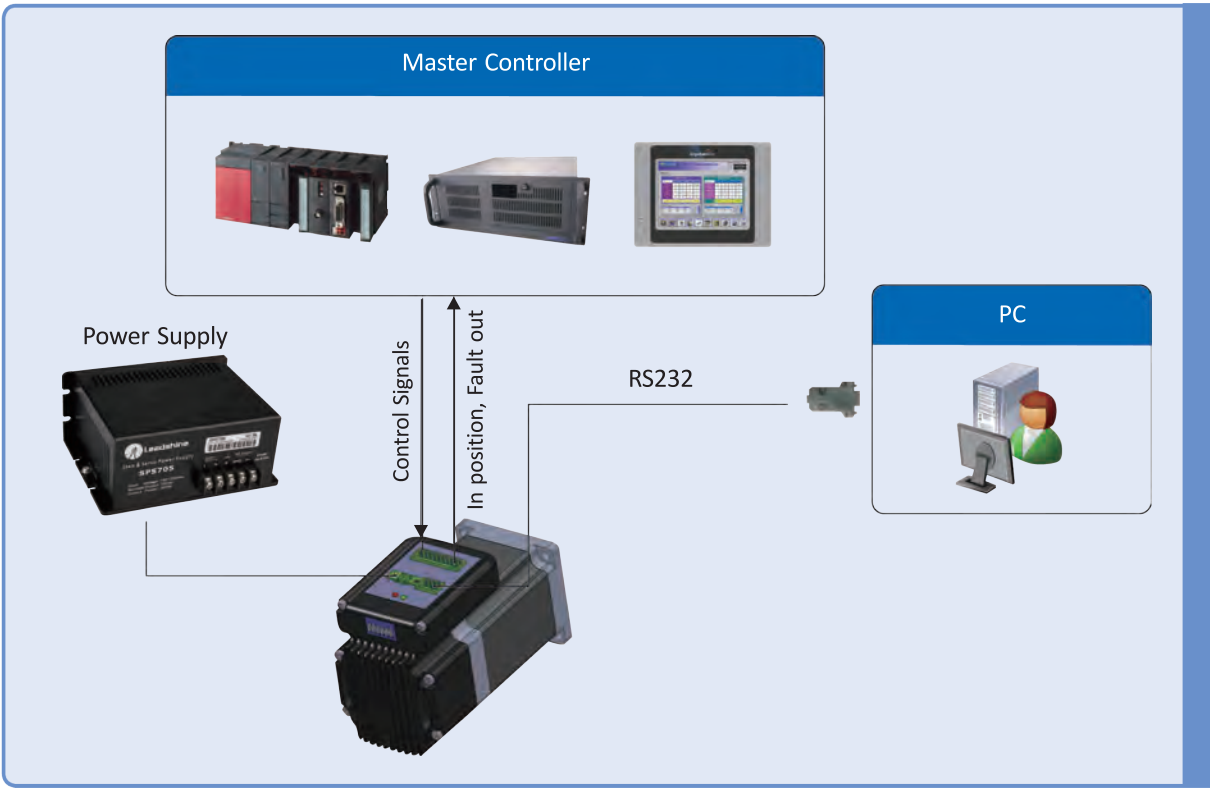 Master Controller
PC
Power Supply
Control Signals
In position, Fault out
RS232
Leadshine
SPS705